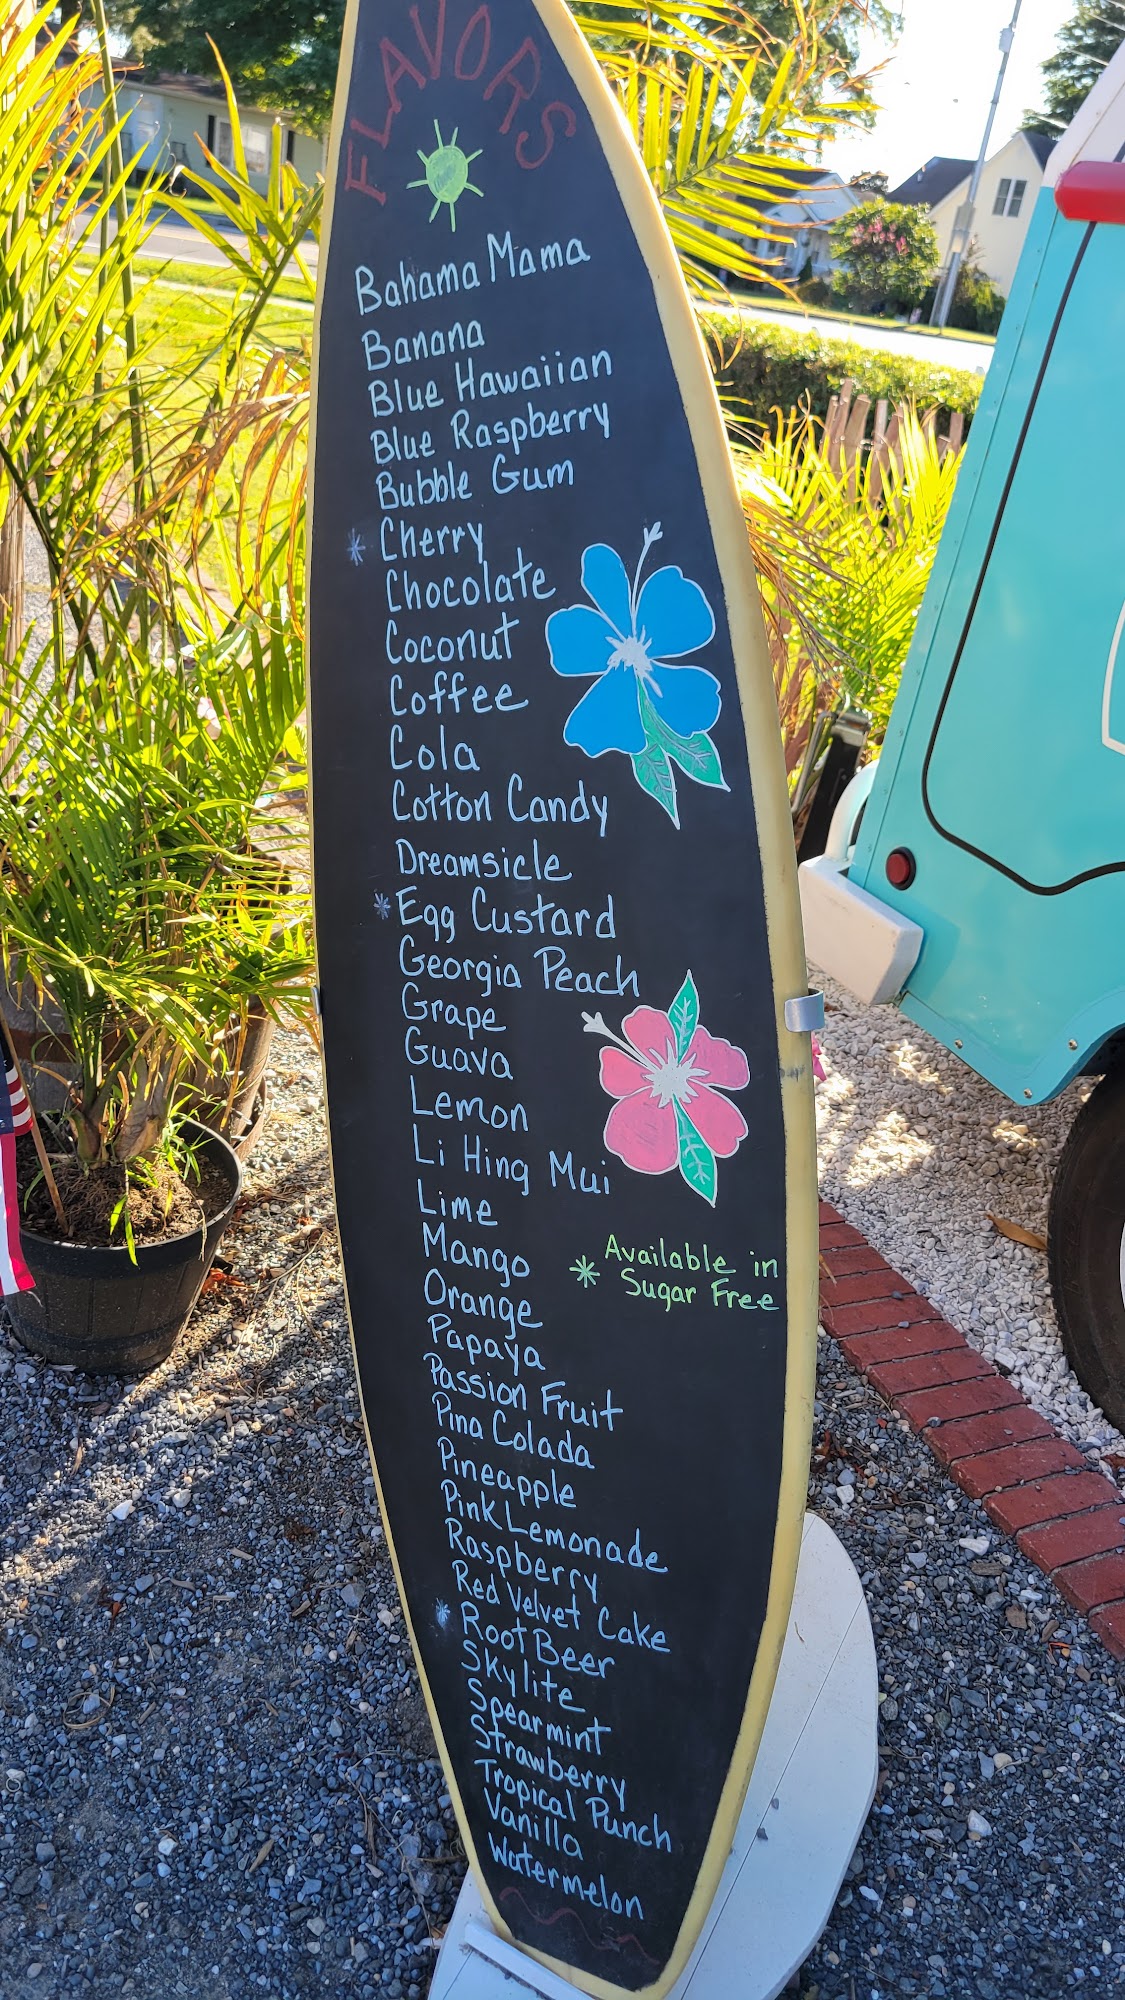 FLAVORS
Bahama Mama
Banana
Blue Hawaiian
Blue Raspberry
Bubble Gum
* Cherry
Chocolate
Coconut
Coffee
Cola
Cotton Candy
Dreamsicle
* Egg Custard
Georgia Peach
Grape
Guava
Lemon
Li Hing Mui
Lime
Mango
Orange
Papaya
Passion Fruit
Pina Colada
Pineapple
Pink Lemonade
Raspberry
Red Velvet Cake
* Root Beer
Skylite
Spearmint
Strawberry
Tropical Punch
Vanilla
Watermelon
* Available in
Sugar Free